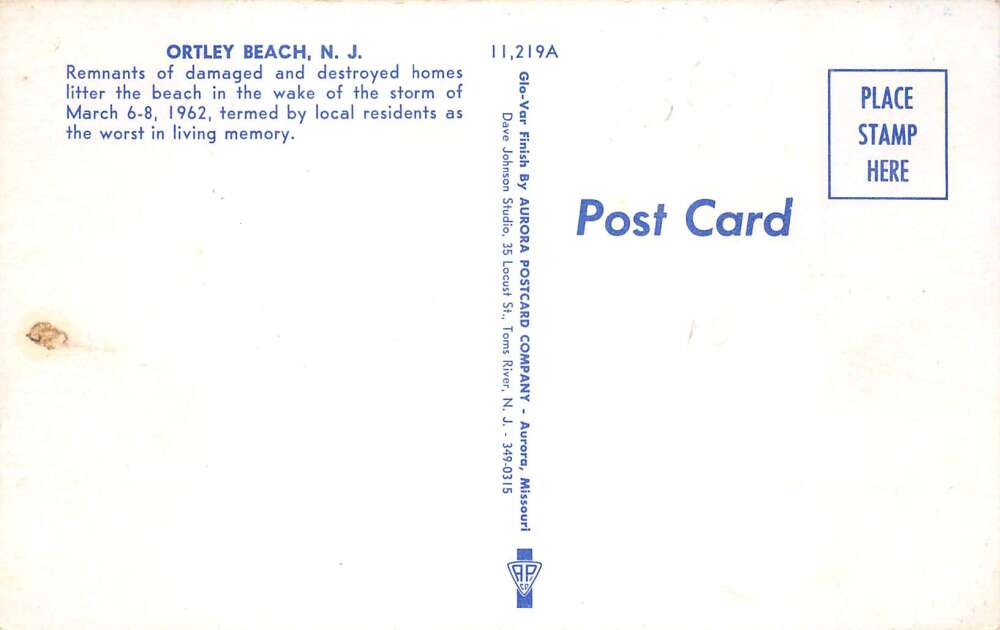 ORTLEY BEACH, N. J.
Remnants of damaged and destroyed homes
litter the beach in the wake of the storm of
March 6-8, 1962, termed by local residents as
the worst in living memory.
11,219A
Glo-Var Finish By AURORA POSTCARD COMPANY - Aurora, Missouri
Dave Johnson Studio, 35 Locust St., Toms River, N. J. - 349-0315
A.P.
CO.
Post Card
PLACE
STAMP
HERE